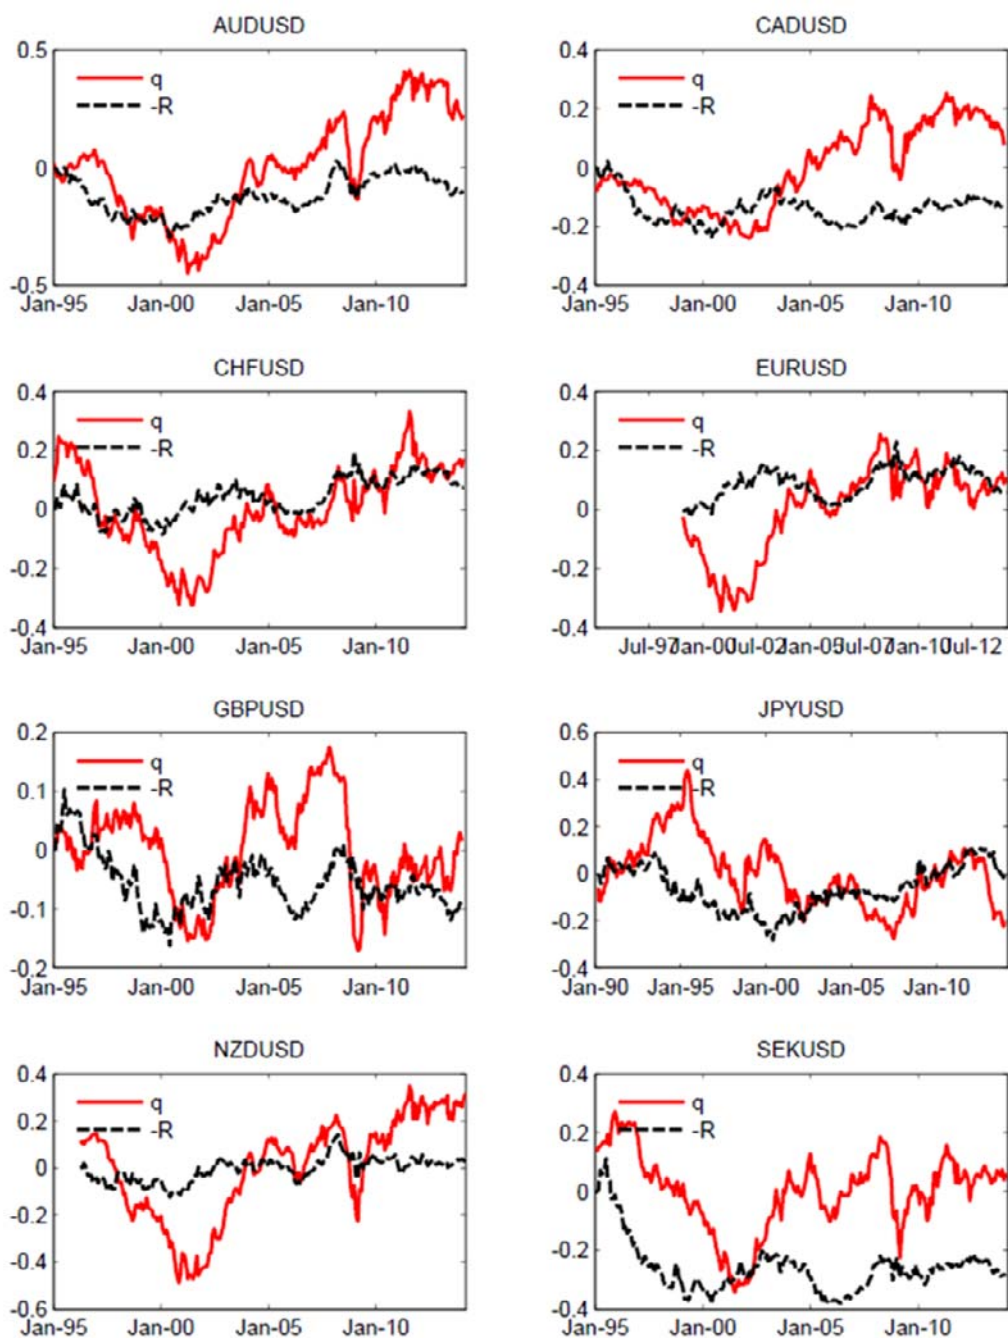 AUDUSD
0.5
q
-R
0
-0.5
Jan-95 Jan-00 Jan-05 Jan-10
CADUSD
0.4
q
0.2
-R
0
-0.2
-0.4
Jan-95 Jan-00 Jan-05 Jan-10
CHFUSD
0.4
q
0.2
-R
0
-0.2
-0.4
Jan-95 Jan-00 Jan-05 Jan-10
EURUSD
0.4
q
0.2
-R
0
-0.2
-0.4
Jul-97 Jan-00 Jul-02 Jan-05 Jul-07 Jan-10 Jul-12
GBPUSD
0.2
q
0.1
-R
0
-0.1
-0.2
Jan-95 Jan-00 Jan-05 Jan-10
JPYUSD
0.6
q
0.4
-R
0.2
0
-0.2
-0.4
Jan-90 Jan-95 Jan-00 Jan-05 Jan-10
NZDUSD
0.4
q
0.2
-R
0
-0.2
-0.4
-0.6
Jan-95 Jan-00 Jan-05 Jan-10
SEKUSD
0.4
q
0.2
-R
0
-0.2
-0.4
Jan-95 Jan-00 Jan-05 Jan-10